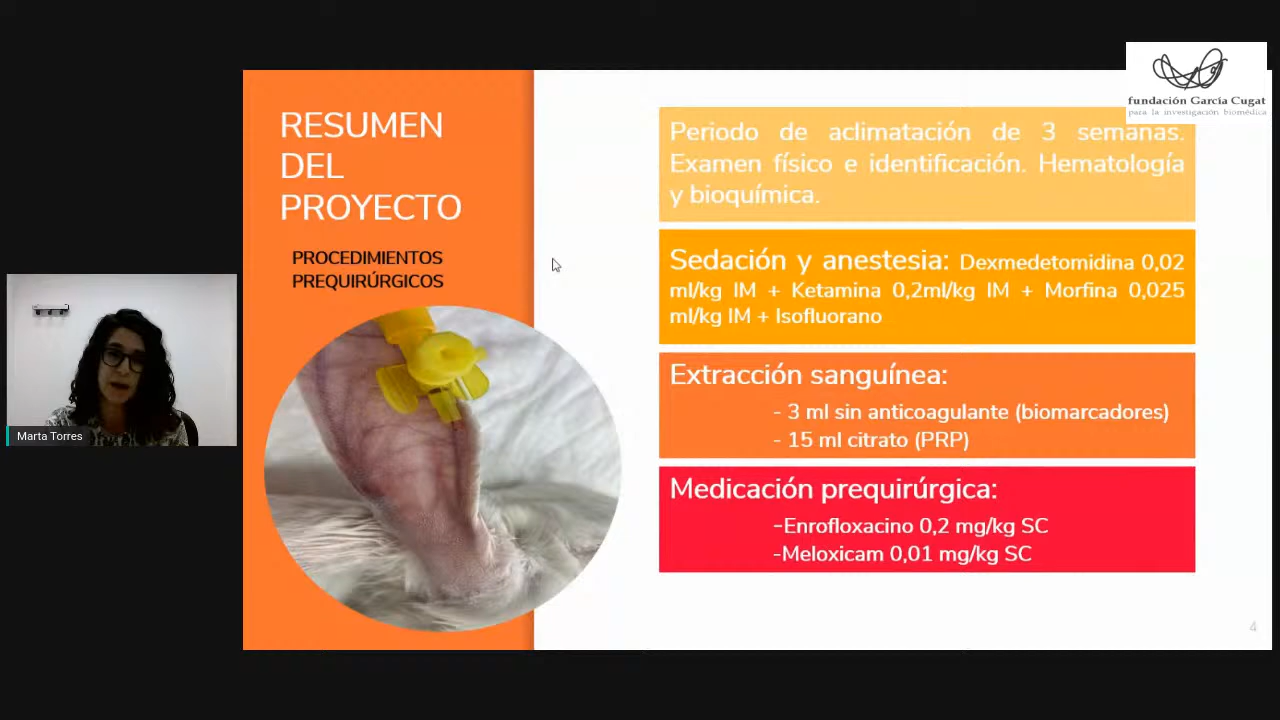 fundación García Cugat
para la investigación biomédica
RESUMEN
DEL
PROYECTO
PROCEDIMIENTOS
PREQUIRÚRGICOS
Periodo de aclimatación de 3 semanas.
Examen físico e identificación. Hematología
y bioquímica.
Sedación y anestesia: Dexmedetomidina 0,02
ml/kg IM + Ketamina 0,2ml/kg IM + Morfina 0,025
ml/kg IM + Isofluorano
Extracción sanguínea:
- 3 ml sin anticoagulante (biomarcadores)
- 15 ml citrato (PRP)
Medicación prequirúrgica:
-Enrofloxacino 0,2 mg/kg SC
-Meloxicam 0,01 mg/kg SC
Marta Torres
4